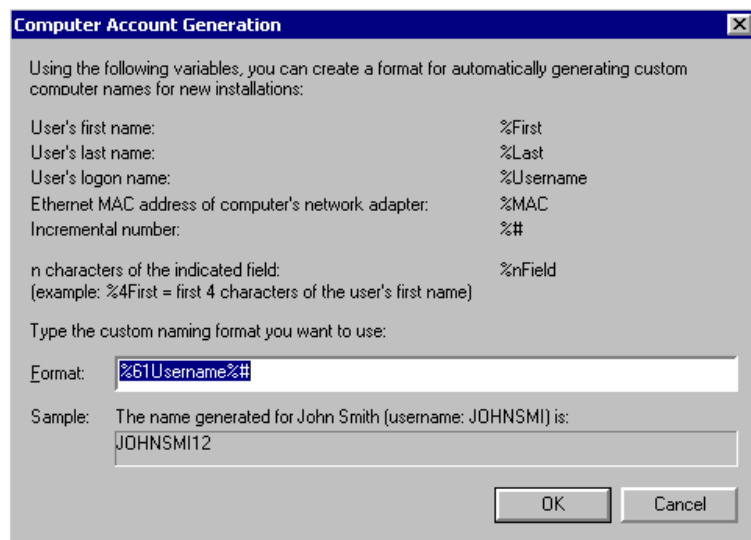 Computer Account Generation
Using the following variables, you can create a format for automatically generating custom
computer names for new installations:
User's first name: %First
User's last name: %Last
User's logon name: %Username
Ethernet MAC address of computer's network adapter: %MAC
Incremental number: %#
n characters of the indicated field: %nField
(example: %4First = first 4 characters of the user's first name)
Type the custom naming format you want to use:
Format: %61Username%#
Sample: The name generated for John Smith (username: JOHNSMI) is:
JOHNSMI12
OK Cancel